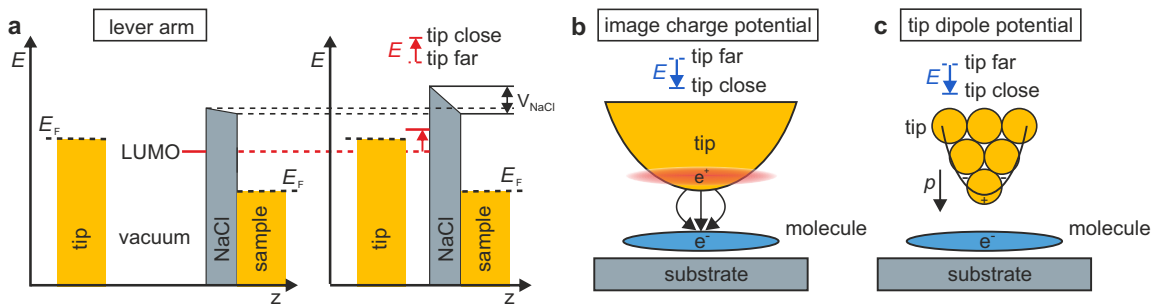 a
lever arm
E
E_F
LUMO
tip
vacuum
NaCl
sample
E_F
z
E
E
tip close
tip far
V_NaCl
tip
NaCl
sample
E_F
z
b
image charge potential
E
tip far
tip close
tip
e⁺
molecule
e⁻
substrate
c
tip dipole potential
E
tip far
tip close
tip
p
−
−
+
molecule
e⁻
substrate